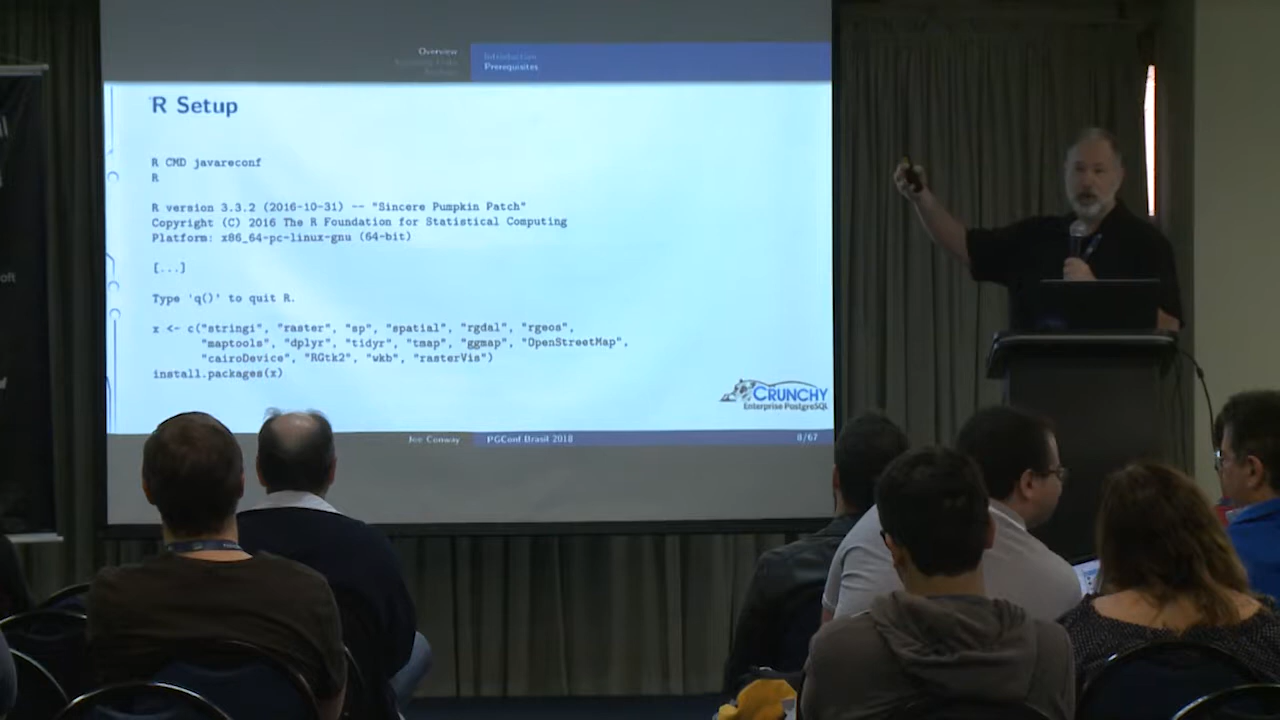 Overview
Introduction
Prerequisites
R Setup
R CMD javareconf
R
R version 3.3.2 (2016-10-31) -- "Sincere Pumpkin Patch"
Copyright (C) 2016 The R Foundation for Statistical Computing
Platform: x86_64-pc-linux-gnu (64-bit)
[...]
Type 'q()' to quit R.
x <- c("stringi", "raster", "sp", "spatial", "rgdal", "rgeos",
"maptools", "dplyr", "tidyr", "tmap", "ggmap", "OpenStreetMap",
"cairoDevice", "RGtk2", "wkb", "rasterVis")
install.packages(x)
CRUNCHY
Enterprise PostgreSQL
Joe Conway
PGConf Brasil 2018
8/67